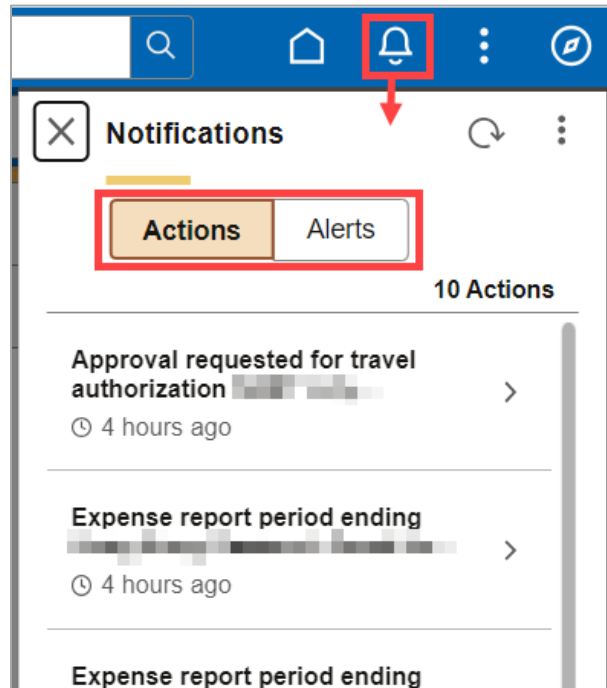 Notifications
Actions
Alerts
10 Actions
Approval requested for travel
authorization
4 hours ago
Expense report period ending
4 hours ago
Expense report period ending